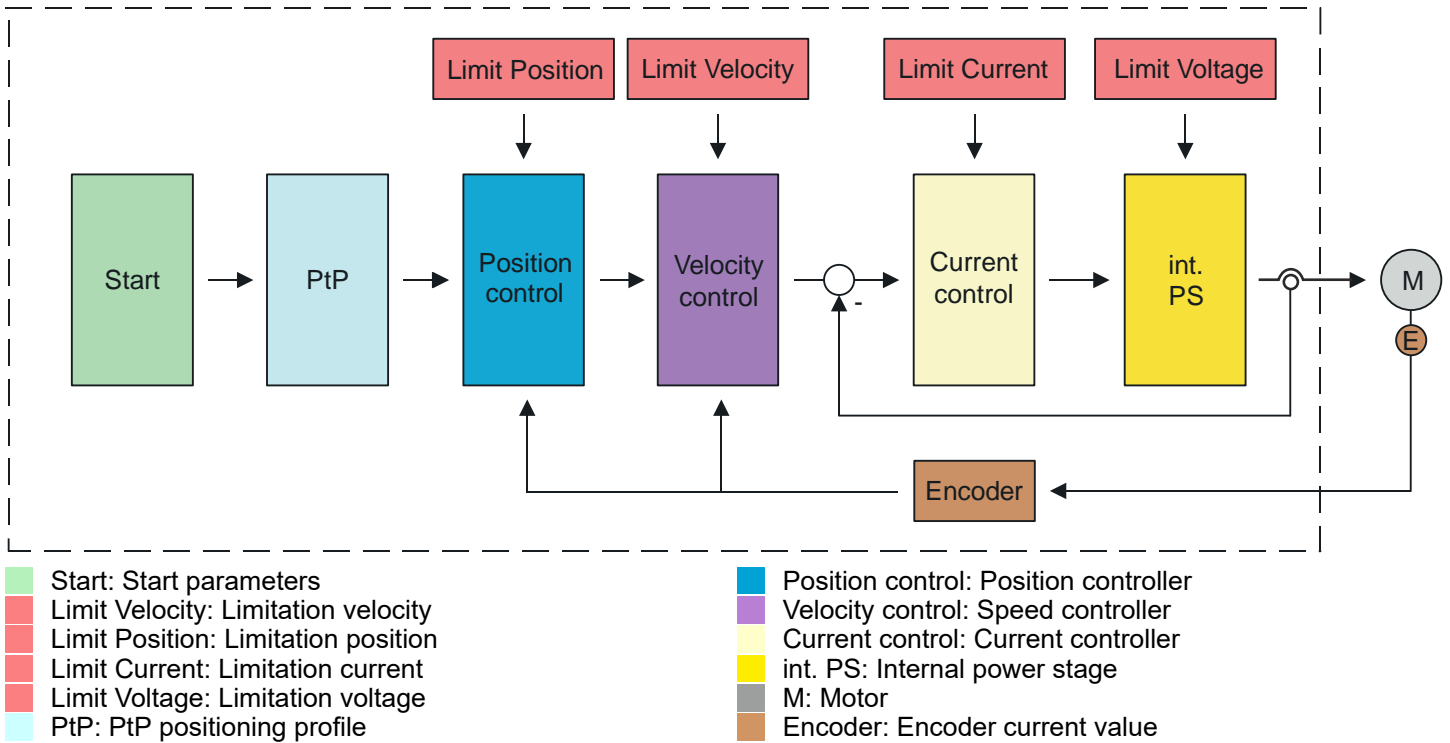 Limit Position
Limit Velocity
Limit Current
Limit Voltage
Start
PtP
Position
control
Velocity
control
-
Current
control
int.
PS
M
E
Encoder
Start: Start parameters
Limit Velocity: Limitation velocity
Limit Position: Limitation position
Limit Current: Limitation current
Limit Voltage: Limitation voltage
PtP: PtP positioning profile
Position control: Position controller
Velocity control: Speed controller
Current control: Current controller
int. PS: Internal power stage
M: Motor
Encoder: Encoder current value